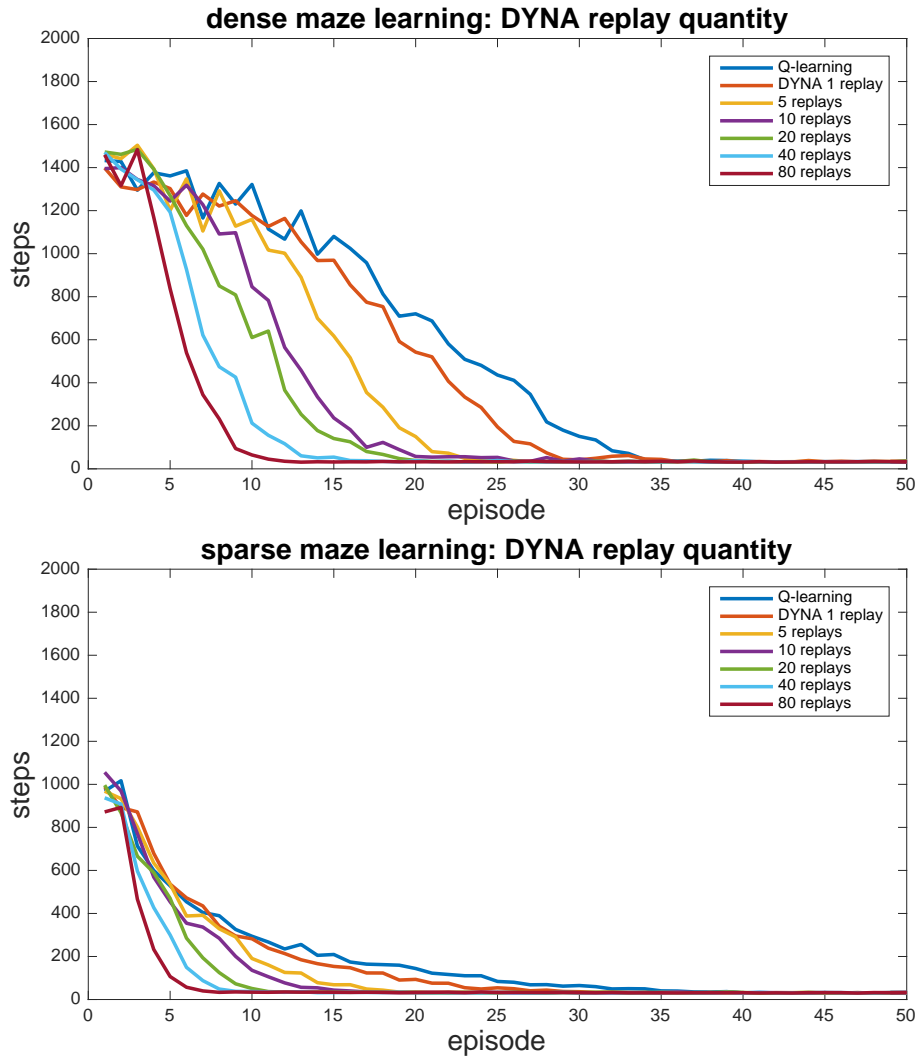 dense maze learning: DYNA replay quantity
2000
1800
1600
1400
1200
1000
800
600
400
200
0
steps
Q-learning
DYNA 1 replay
5 replays
10 replays
20 replays
40 replays
80 replays
0 5 10 15 20 25 30 35 40 45 50
episode
sparse maze learning: DYNA replay quantity
2000
1800
1600
1400
1200
1000
800
600
400
200
0
steps
Q-learning
DYNA 1 replay
5 replays
10 replays
20 replays
40 replays
80 replays
0 5 10 15 20 25 30 35 40 45 50
episode